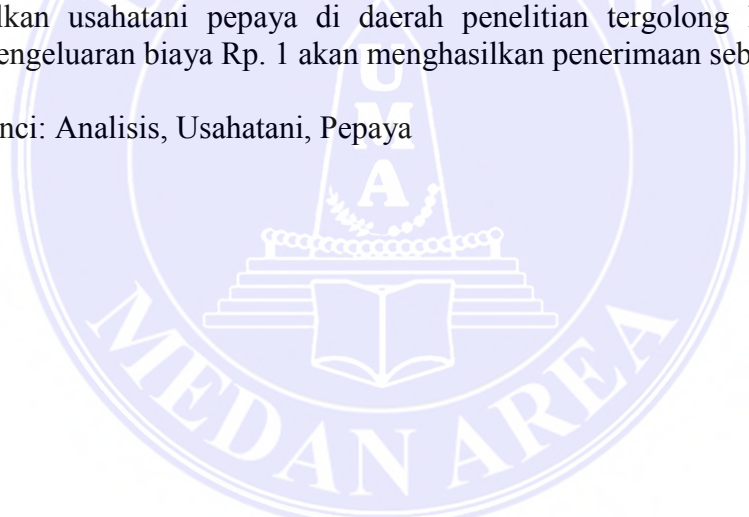 lkan usahatani pepaya di daerah penelitian tergolong
engeluaran biaya Rp. 1 akan menghasilkan penerimaan seb
nci: Analisis, Usahatani, Pepaya
UMA
MEDAN AREA